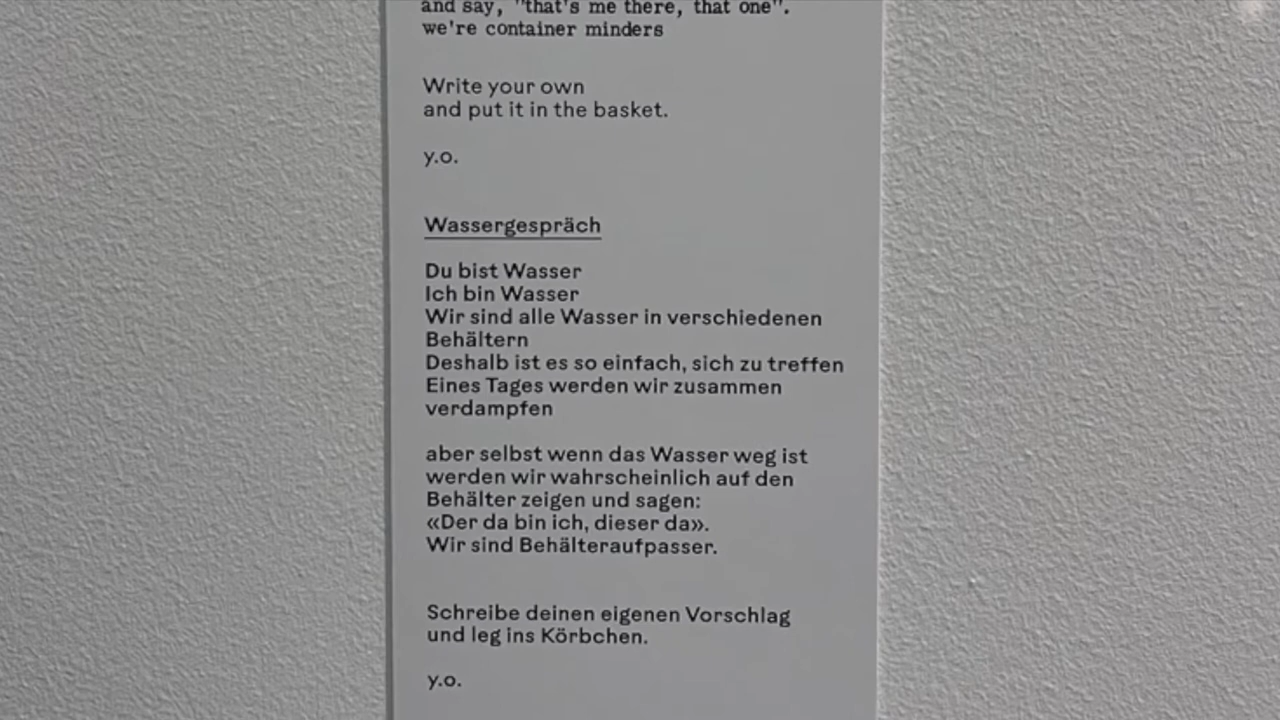 and say, "that's me there, that one".
we're container minders
Write your own
and put it in the basket.
y.o.
Wassergespräch
Du bist Wasser
Ich bin Wasser
Wir sind alle Wasser in verschiedenen
Behältern
Deshalb ist es so einfach, sich zu treffen
Eines Tages werden wir zusammen
verdampfen
aber selbst wenn das Wasser weg ist
werden wir wahrscheinlich auf den
Behälter zeigen und sagen:
«Der da bin ich, dieser da».
Wir sind Behälteraufpasser.
Schreibe deinen eigenen Vorschlag
und leg ins Körbchen.
y.o.